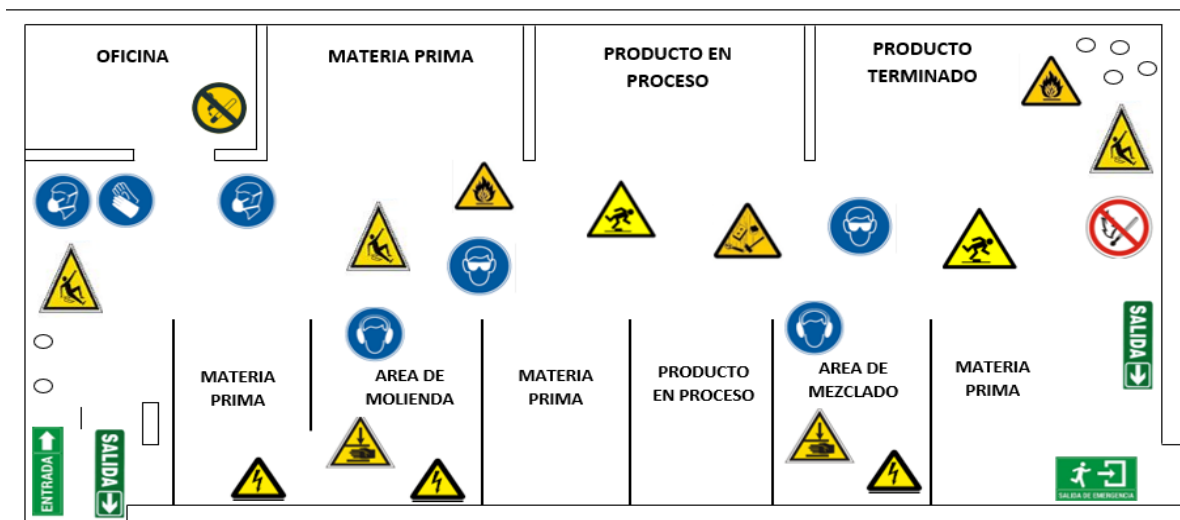 OFICINA
MATERIA PRIMA
PRODUCTO EN
PROCESO
PRODUCTO
TERMINADO
MATERIA
PRIMA
AREA DE
MOLIENDA
MATERIA
PRIMA
PRODUCTO
EN PROCESO
AREA DE
MEZCLADO
MATERIA
PRIMA
SALIDA
ENTRADA
SALIDA
SALIDA DE EMERGENCIA